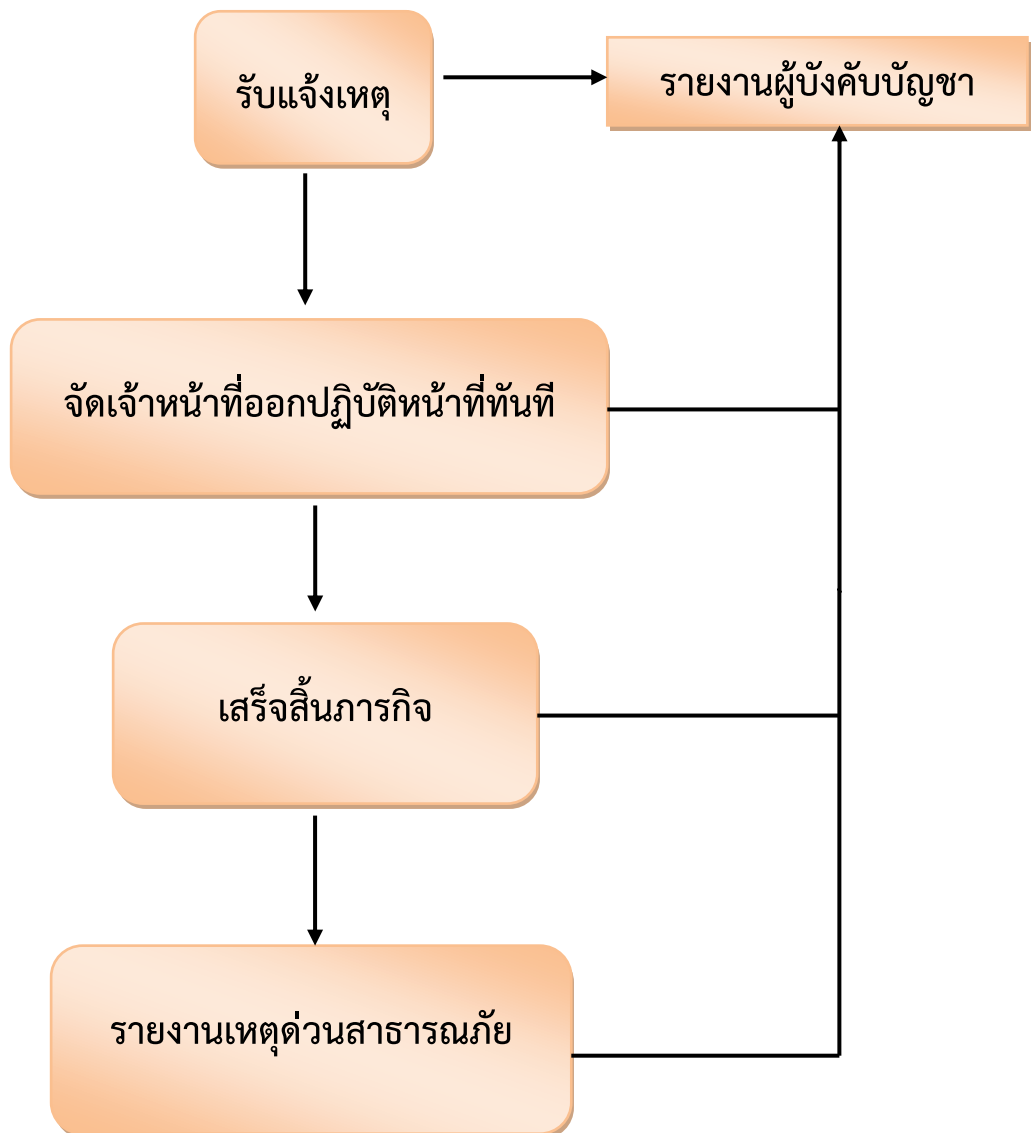 รับแจ้งเหตุ
รายงานผู้บังคับบัญชา
จัดเจ้าหน้าที่ออกปฏิบัติหน้าที่ทันที
เสร็จสิ้นภารกิจ
รายงานเหตุด่วนสาธารณภัย